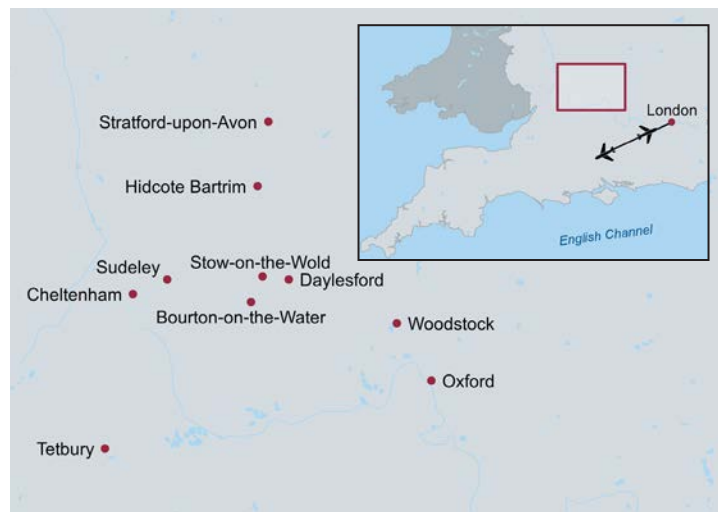 London
English Channel
Stratford-upon-Avon
Hidcote Bartrim
Stow-on-the-Wold
Sudeley
Daylesford
Cheltenham
Bourton-on-the-Water
Woodstock
Oxford
Tetbury